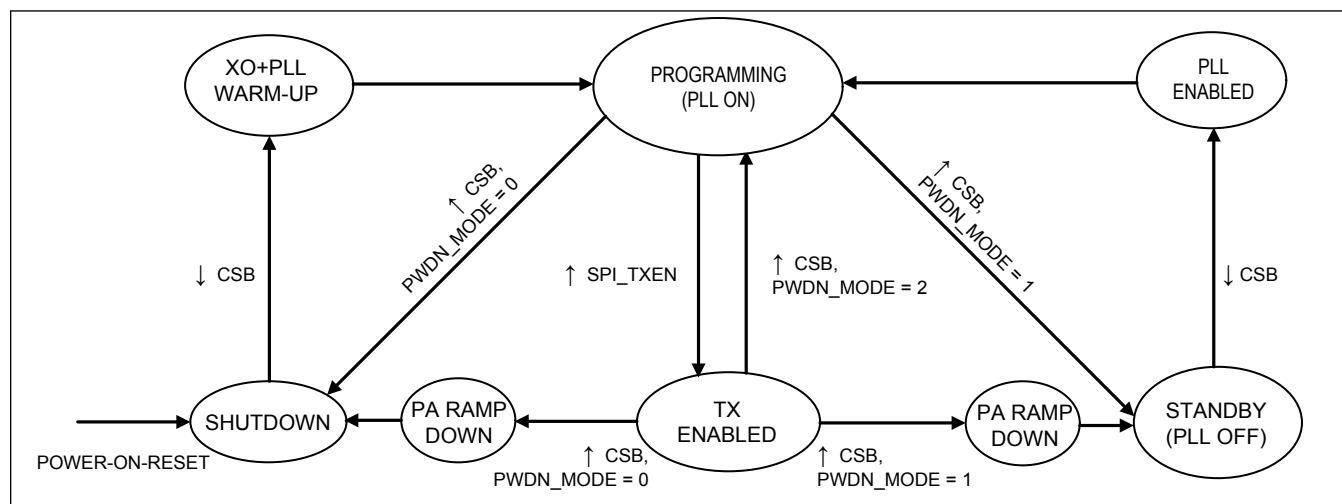 XO+PLL
WARM-UP
PROGRAMMING
(PLL ON)
PLL
ENABLED
↑ CSB,
PWDN_MODE = 0
↑ CSB,
PWDN_MODE = 1
↓ CSB
↑ SPI_TXEN
↑ CSB,
PWDN_MODE = 2
↓ CSB
SHUTDOWN
PA RAMP
DOWN
TX
ENABLED
PA RAMP
DOWN
STANDBY
(PLL OFF)
POWER-ON-RESET
↑ CSB,
PWDN_MODE = 0
↑ CSB,
PWDN_MODE = 1